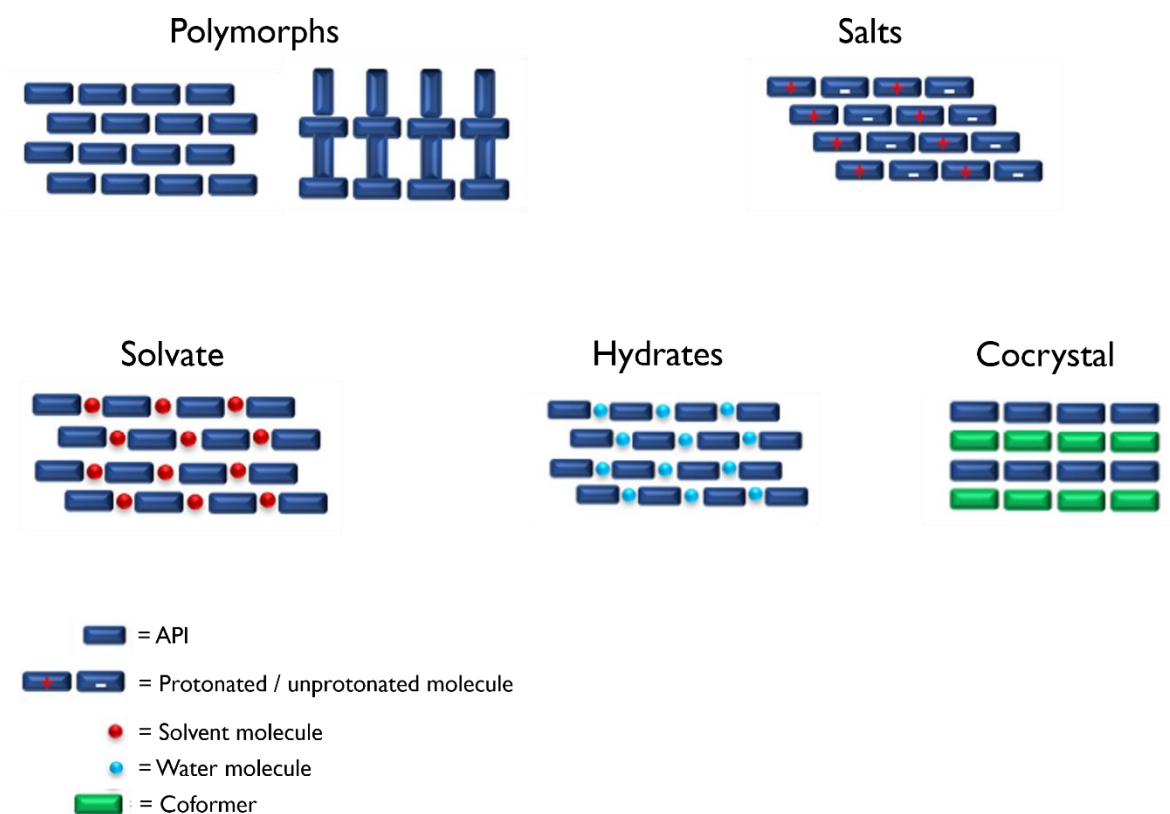 Polymorphs
Salts
Solvate
Hydrates
Cocrystal
= API
+ - = Protonated / unprotonated molecule
= Solvent molecule
= Water molecule
= Coformer